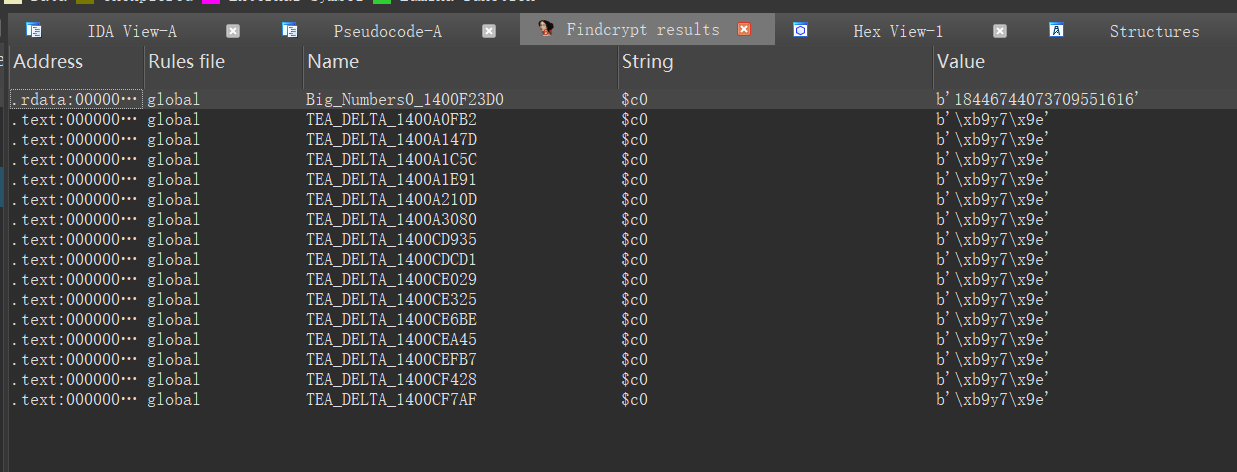 IDA View-A Pseudocode-A Findcrypt results Hex View-1 Structures
Address Rules file Name String Value
.rdata:00000… global Big_Numbers0_1400F23D0 $c0 b'18446744073709551616'
.text:000000… global TEA_DELTA_1400A0FB2 $c0 b'\xb9y7\x9e'
.text:000000… global TEA_DELTA_1400A147D $c0 b'\xb9y7\x9e'
.text:000000… global TEA_DELTA_1400A1C5C $c0 b'\xb9y7\x9e'
.text:000000… global TEA_DELTA_1400A1E91 $c0 b'\xb9y7\x9e'
.text:000000… global TEA_DELTA_1400A210D $c0 b'\xb9y7\x9e'
.text:000000… global TEA_DELTA_1400A3080 $c0 b'\xb9y7\x9e'
.text:000000… global TEA_DELTA_1400CD935 $c0 b'\xb9y7\x9e'
.text:000000… global TEA_DELTA_1400CDCD1 $c0 b'\xb9y7\x9e'
.text:000000… global TEA_DELTA_1400CE029 $c0 b'\xb9y7\x9e'
.text:000000… global TEA_DELTA_1400CE325 $c0 b'\xb9y7\x9e'
.text:000000… global TEA_DELTA_1400CE6BE $c0 b'\xb9y7\x9e'
.text:000000… global TEA_DELTA_1400CEA45 $c0 b'\xb9y7\x9e'
.text:000000… global TEA_DELTA_1400CEFB7 $c0 b'\xb9y7\x9e'
.text:000000… global TEA_DELTA_1400CF428 $c0 b'\xb9y7\x9e'
.text:000000… global TEA_DELTA_1400CF7AF $c0 b'\xb9y7\x9e'